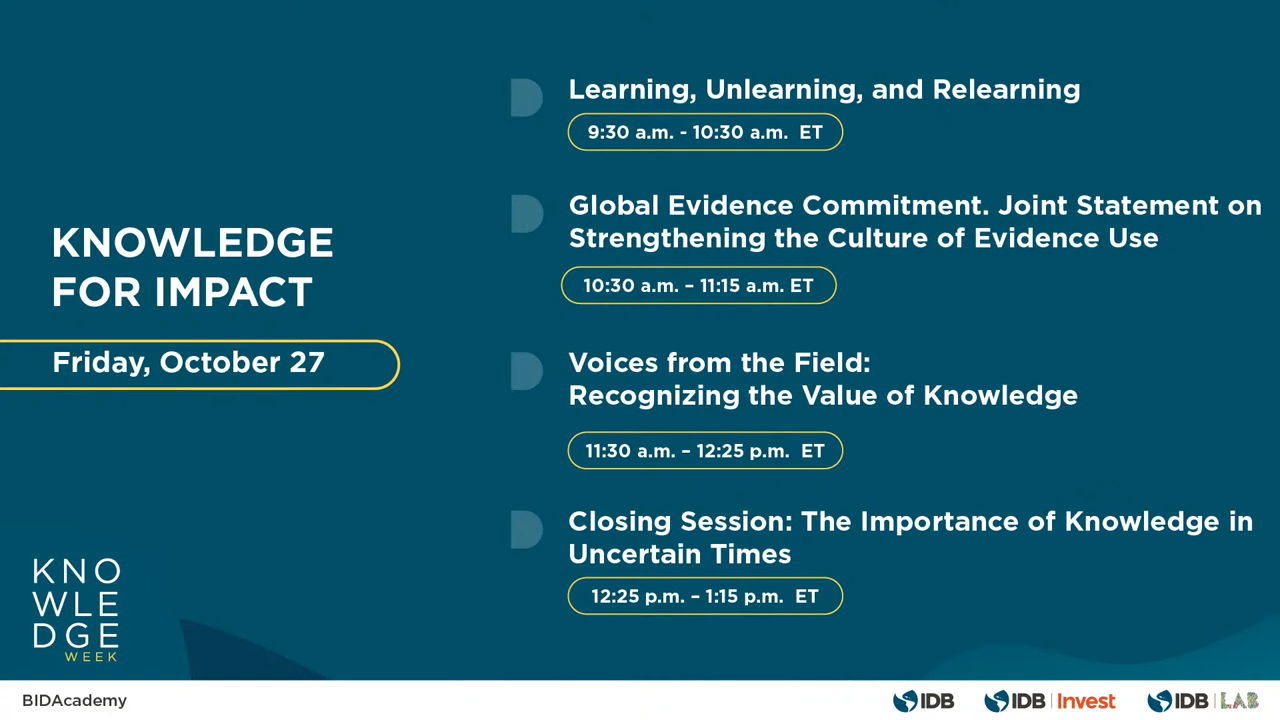 KNOWLEDGE
FOR IMPACT
Friday, October 27
Learning, Unlearning, and Relearning
9:30 a.m. - 10:30 a.m. ET
Global Evidence Commitment. Joint Statement on
Strengthening the Culture of Evidence Use
10:30 a.m. – 11:15 a.m. ET
Voices from the Field:
Recognizing the Value of Knowledge
11:30 a.m. – 12:25 p.m. ET
Closing Session: The Importance of Knowledge in
Uncertain Times
12:25 p.m. – 1:15 p.m. ET
KNO
WLE
DGE
WEEK
BIDAcademy
IDB
IDB | Invest
IDB | LAB